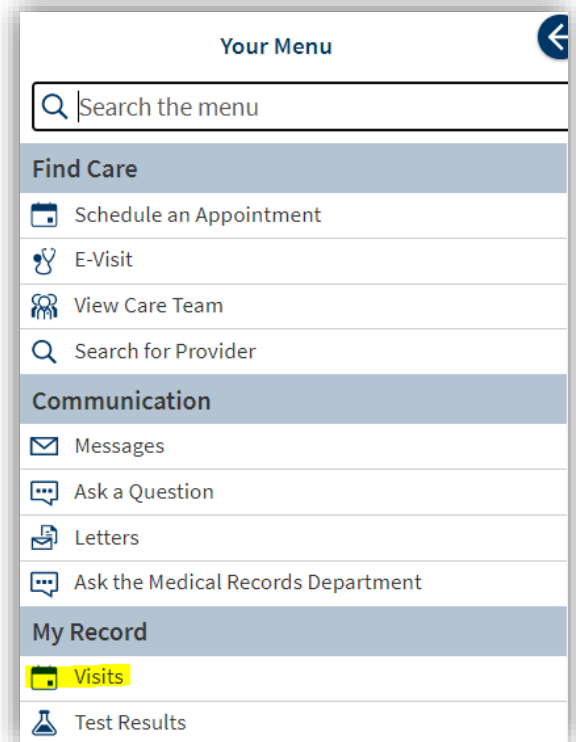 Your Menu
Search the menu
Find Care
Schedule an Appointment
E-Visit
View Care Team
Search for Provider
Communication
Messages
Ask a Question
Letters
Ask the Medical Records Department
My Record
Visits
Test Results